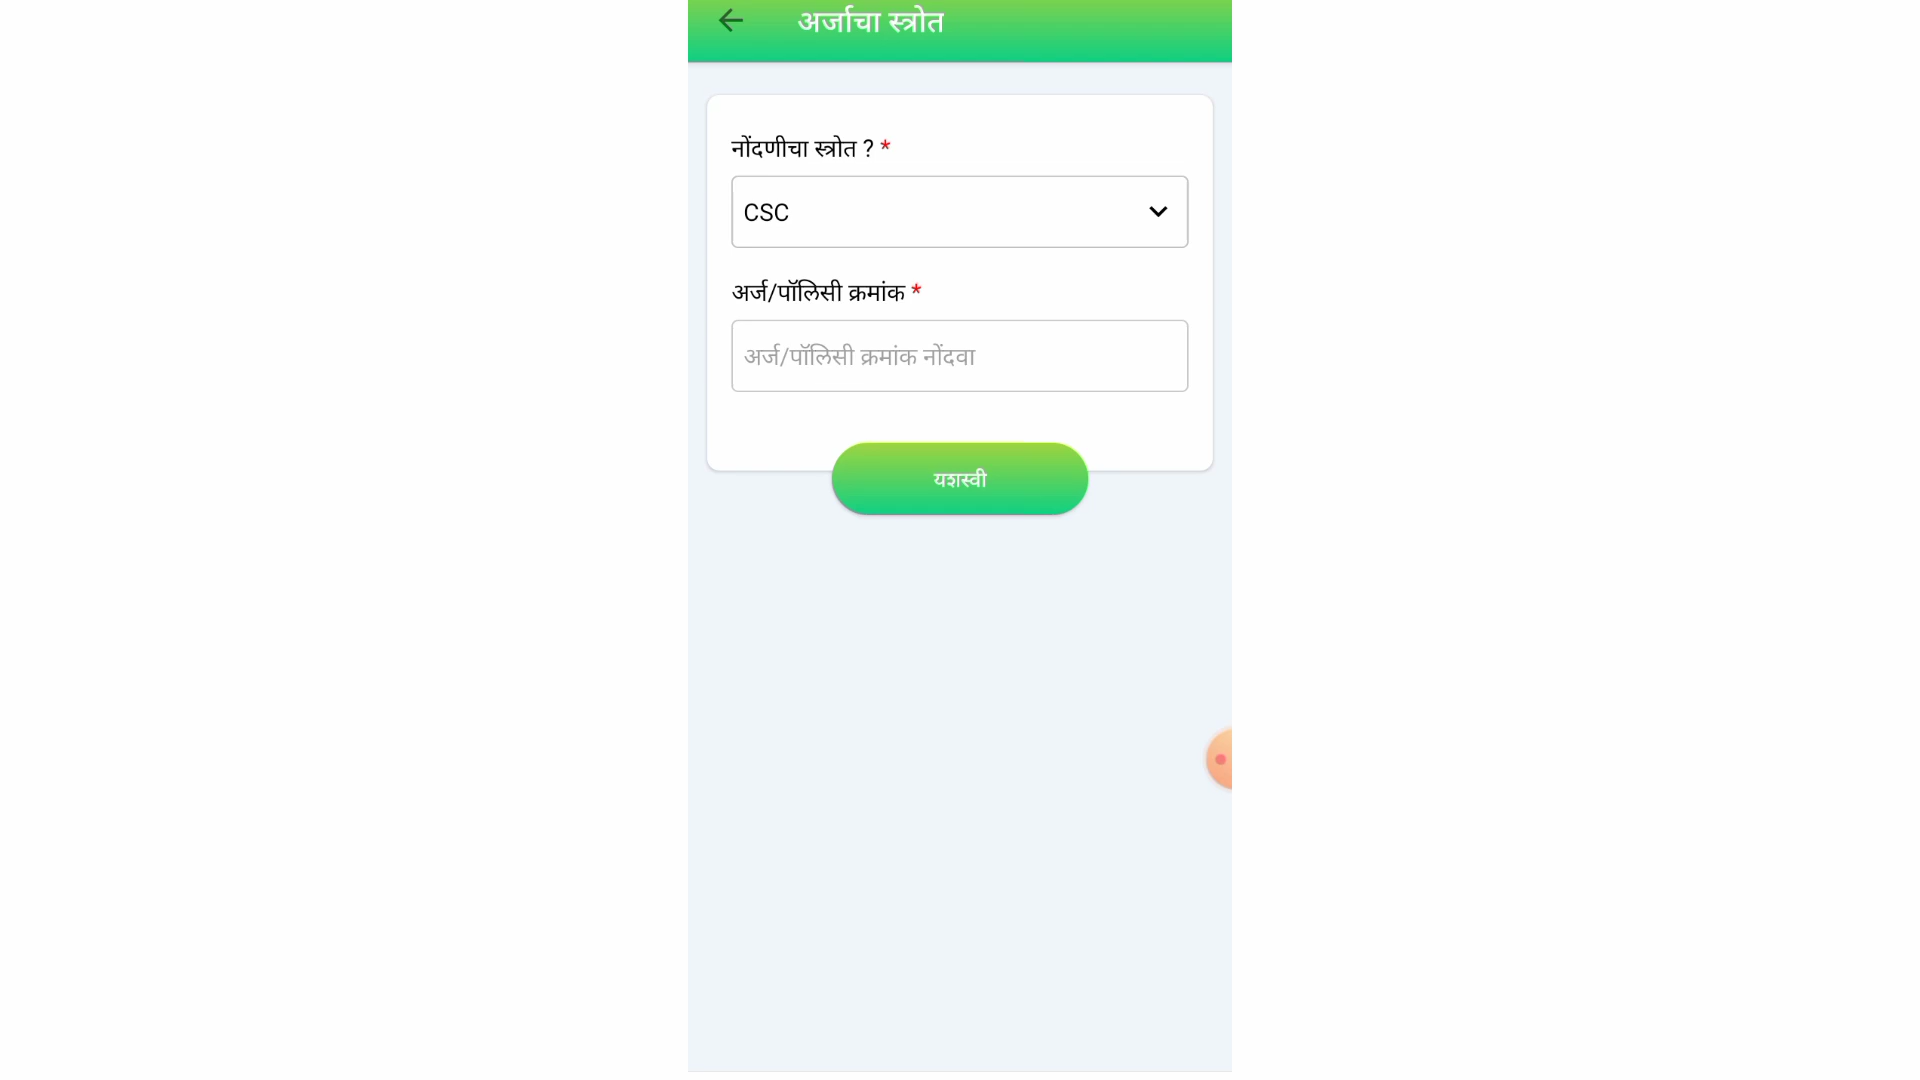 अर्जाचा स्त्रोत
नोंदणीचा स्त्रोत ? *
CSC
अर्ज/पॉलिसी क्रमांक *
अर्ज/पॉलिसी क्रमांक नोंदवा
यशस्वी